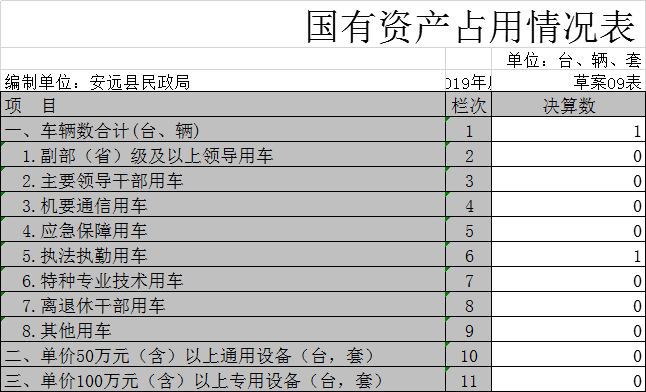 国有资产占用情况表
单位：台、辆、套
编制单位：安远县民政局 019年 草案09表
项 目 栏次 决算数
一、车辆数合计(台、辆) 1 1
1.副部（省）级及以上领导用车 2 0
2.主要领导干部用车 3 0
3.机要通信用车 4 0
4.应急保障用车 5 0
5.执法执勤用车 6 1
6.特种专业技术用车 7 0
7.离退休干部用车 8 0
8.其他用车 9 0
二、单价50万元（含）以上通用设备（台，套） 10 0
三、单价100万元（含）以上专用设备（台，套） 11 0